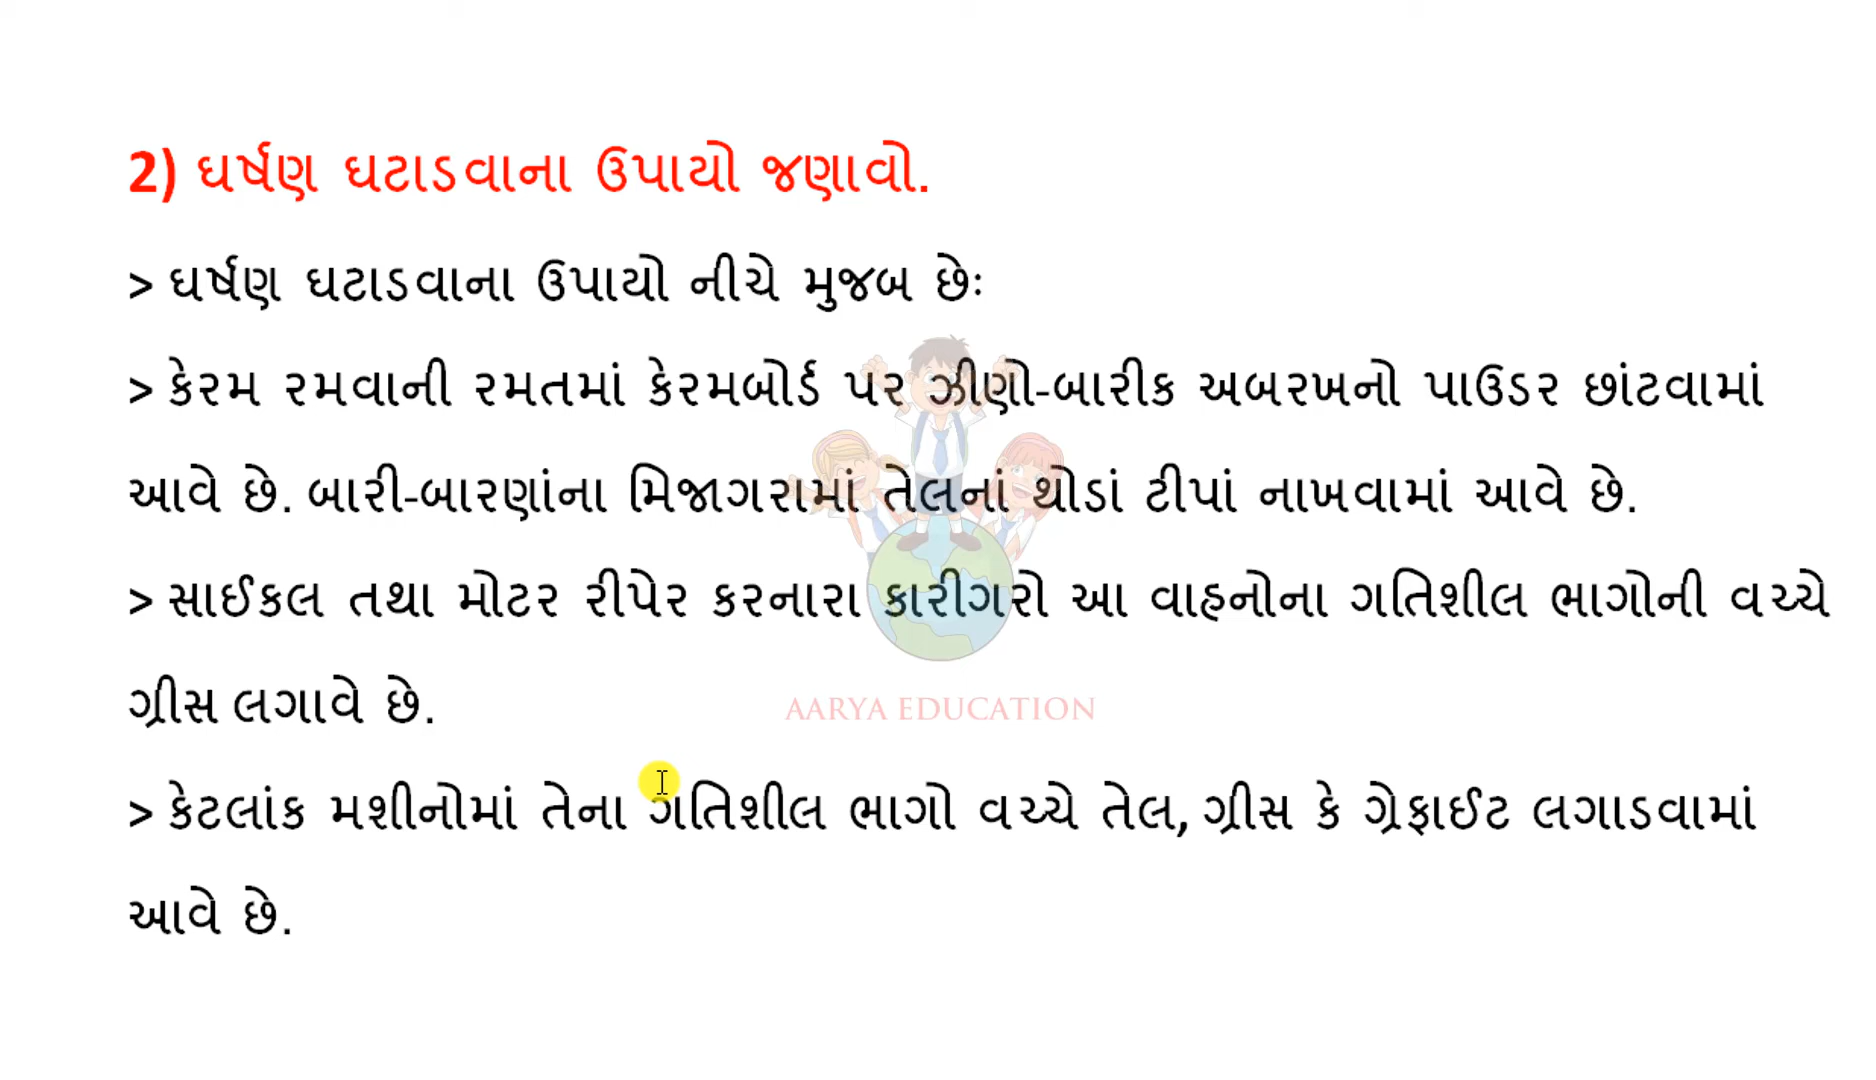 2) ઘર્ષણ ઘટાડવાના ઉપાયો જણાવો.
> ઘર્ષણ ઘટાડવાના ઉપાયો નીચે મુજબ છેઃ
> કેરમ રમવાની રમતમાં કેરમબોર્ડ પર ઝીણો-બારીક અબરખનો પાઉડર છાંટવામાં
આવે છે. બારી-બારણાંના મિજાગરામાં તેલનાં થોડાં ટીપાં નાખવામાં આવે છે.
> સાઈકલ તથા મોટર રીપેર કરનારા કારીગરો આ વાહનોના ગતિશીલ ભાગોની વચ્ચે
ગ્રીસ લગાવે છે.
AARYA EDUCATION
> કેટલાંક મશીનોમાં તેના ગતિશીલ ભાગો વચ્ચે તેલ, ગ્રીસ કે ગ્રેફાઈટ લગાડવામાં
આવે છે.